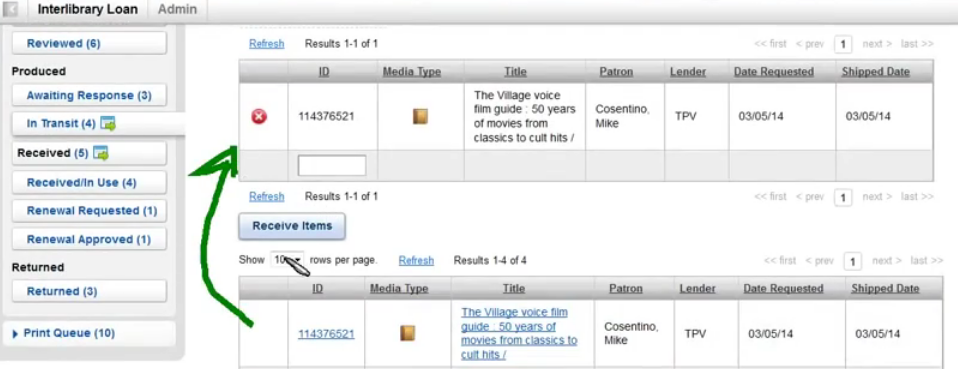 Interlibrary Loan Admin
Reviewed (6)
Produced
Awaiting Response (3)
In Transit (4)
Received (5)
Received/In Use (4)
Renewal Requested (1)
Renewal Approved (1)
Returned
Returned (3)
Print Queue (10)
Refresh Results 1-1 of 1 << first < prev 1 next > last >>
ID Media Type Title Patron Lender Date Requested Shipped Date
114376521 The Village voice film guide : 50 years of movies from classics to cult hits / Cosentino, Mike TPV 03/05/14 03/05/14
Refresh Results 1-1 of 1 << first < prev 1 next > last >>
Receive Items
Show 10 rows per page. Refresh Results 1-4 of 4 << first < prev 1 next > last >>
ID Media Type Title Patron Lender Date Requested Shipped Date
114376521 The Village voice film guide : 50 years of movies from classics to cult hits / Cosentino, Mike TPV 03/05/14 03/05/14